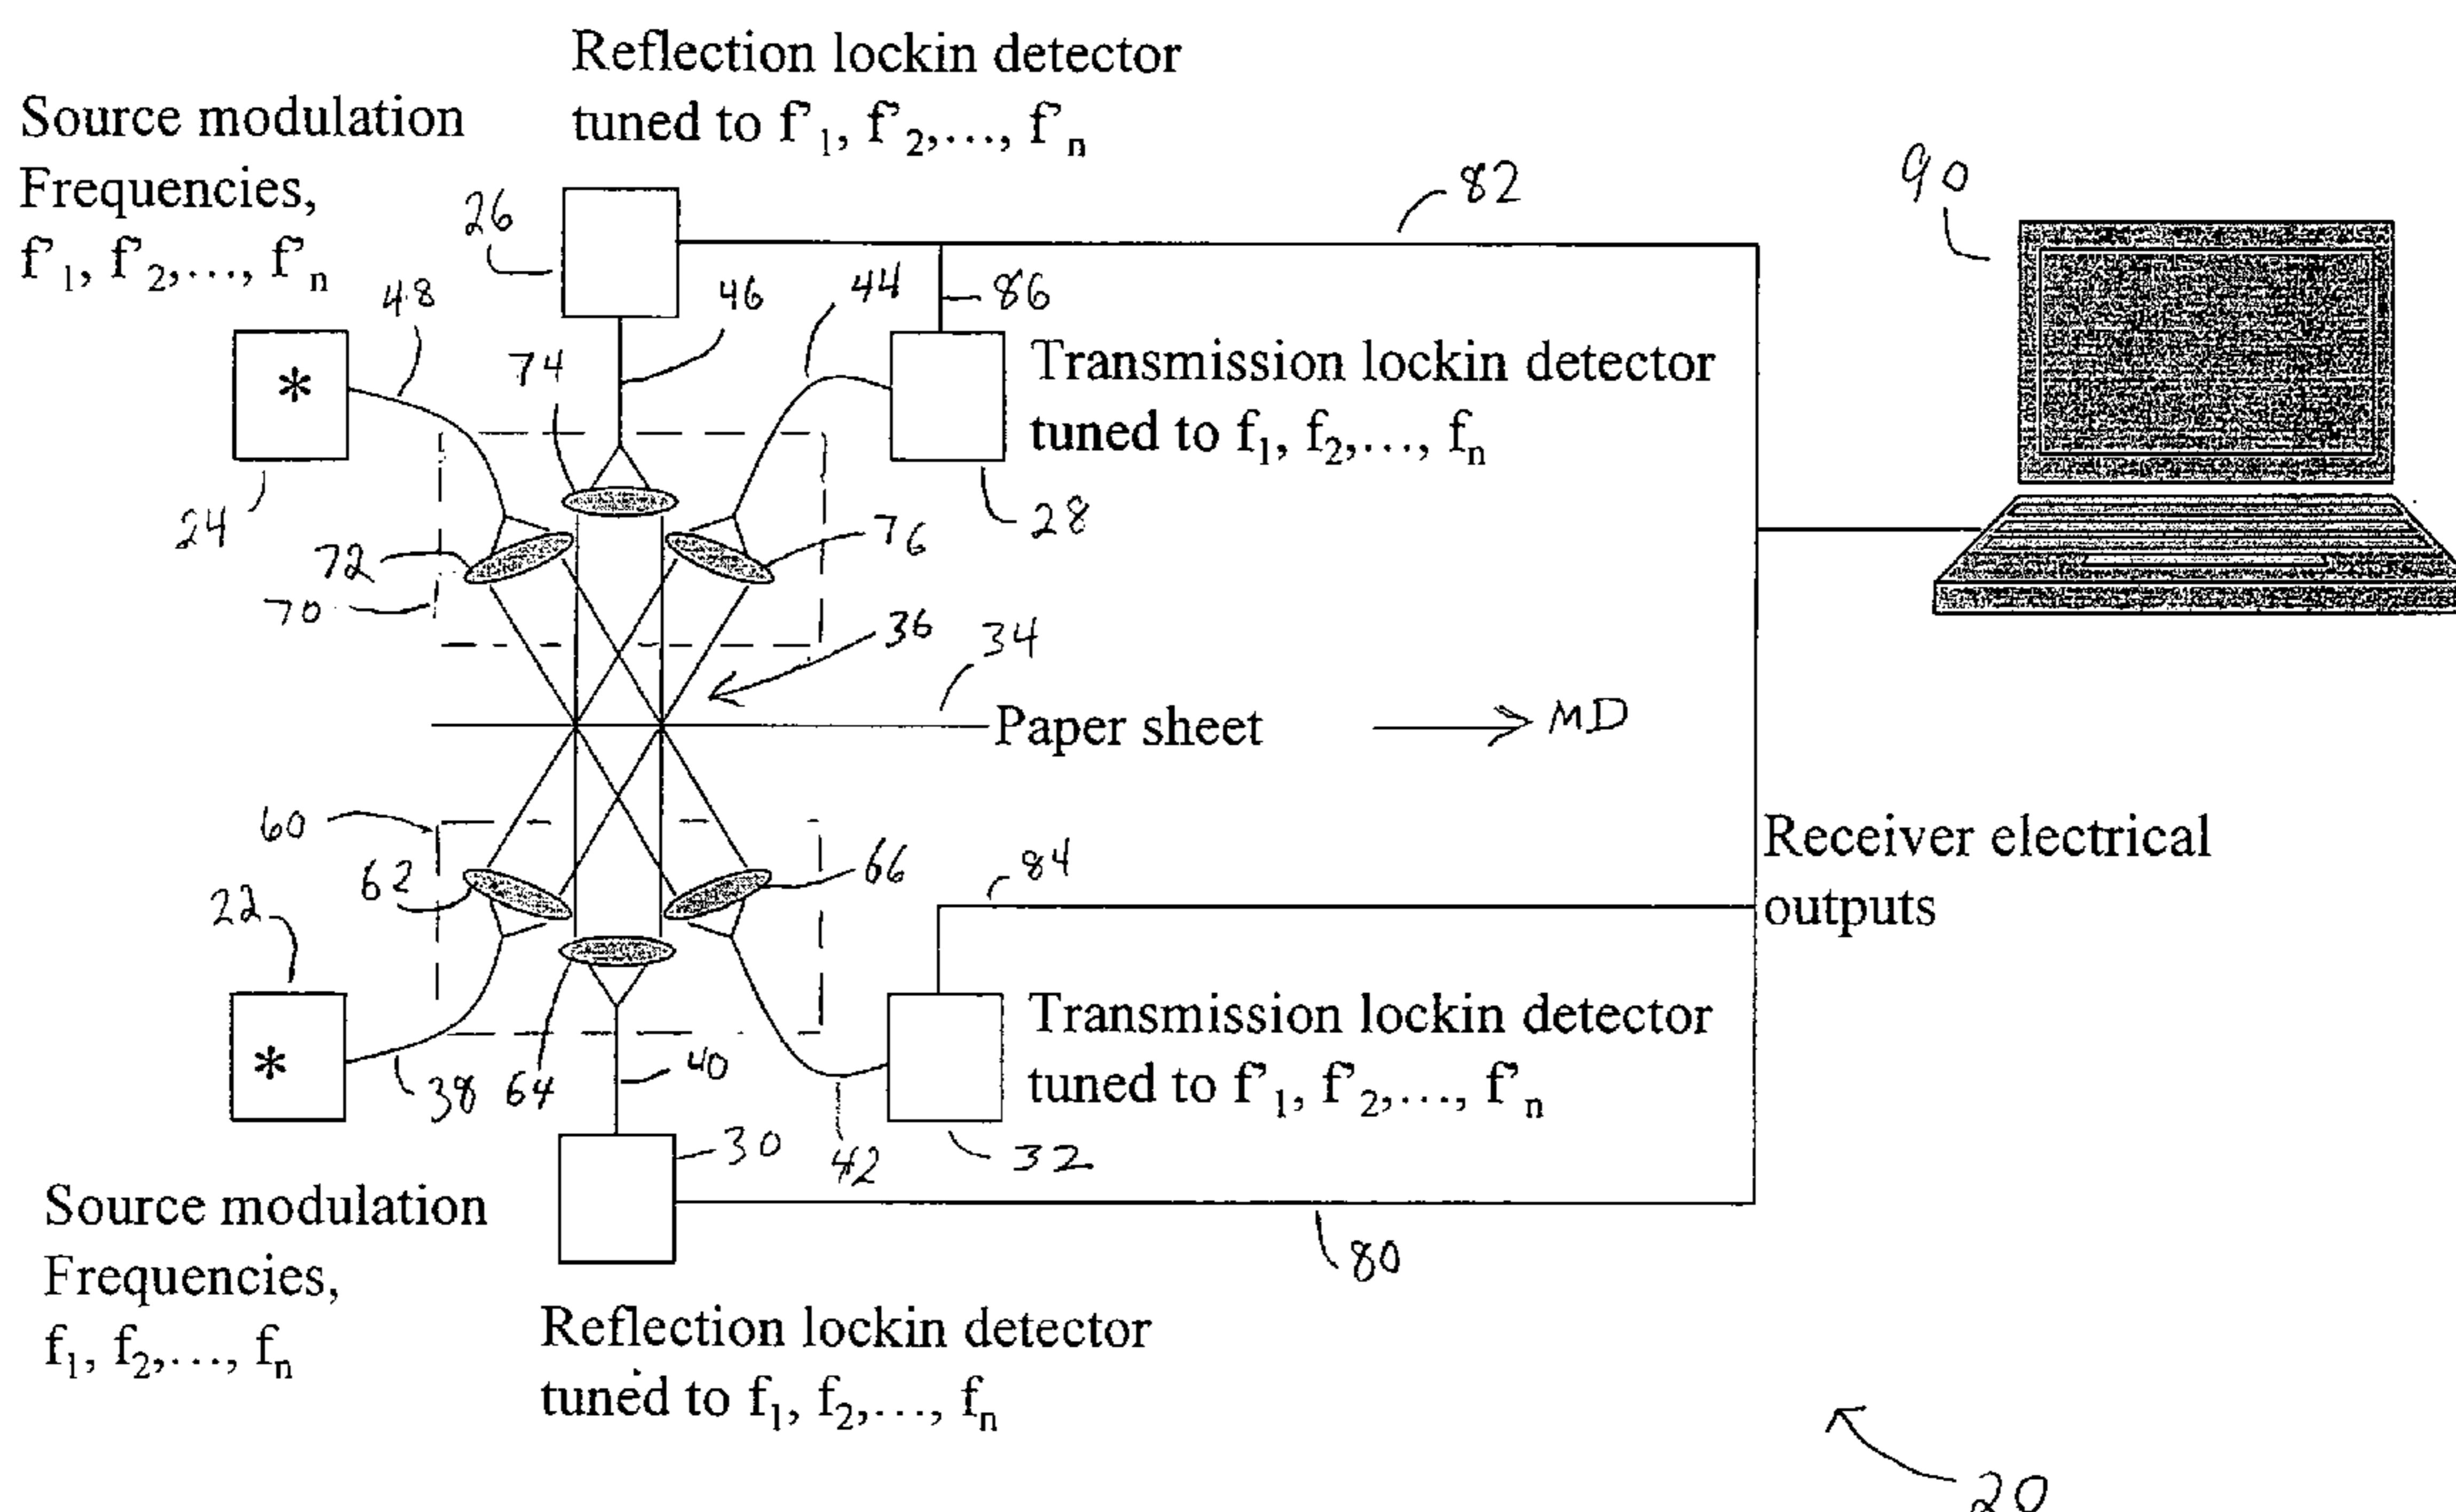 Reflection lockin detector
tuned to f'1, f'2,..., f'n
Source modulation
Frequencies,
f'1, f'2,..., f'n
82
90
26
48
46
44
86
74
*
Transmission lockin detector
tuned to f1, f2,..., fn
24
28
72
76
70
36
34
Paper sheet
MD
60
62
66
84
Receiver electrical
outputs
22
*
Transmission lockin detector
tuned to f'1, f'2,..., f'n
38
64
40
30
42
32
Source modulation
Frequencies,
f1, f2,..., fn
80
Reflection lockin detector
tuned to f1, f2,..., fn
20